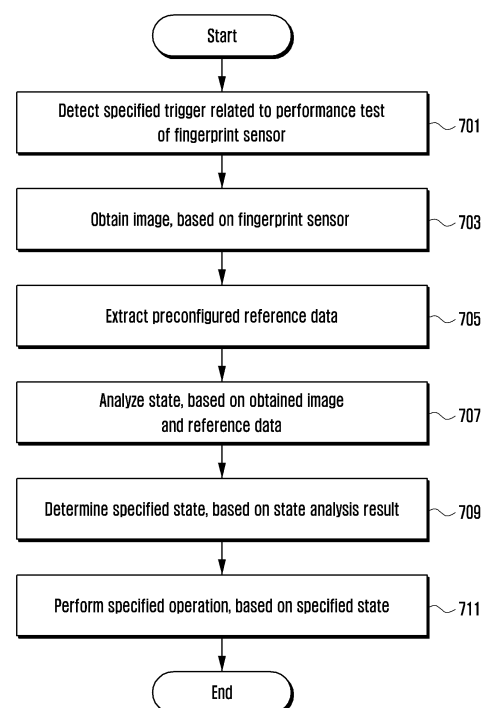 Start
Detect specified trigger related to performance test
of fingerprint sensor
701
Obtain image, based on fingerprint sensor
703
Extract preconfigured reference data
705
Analyze state, based on obtained image
and reference data
707
Determine specified state, based on state analysis result
709
Perform specified operation, based on specified state
711
End